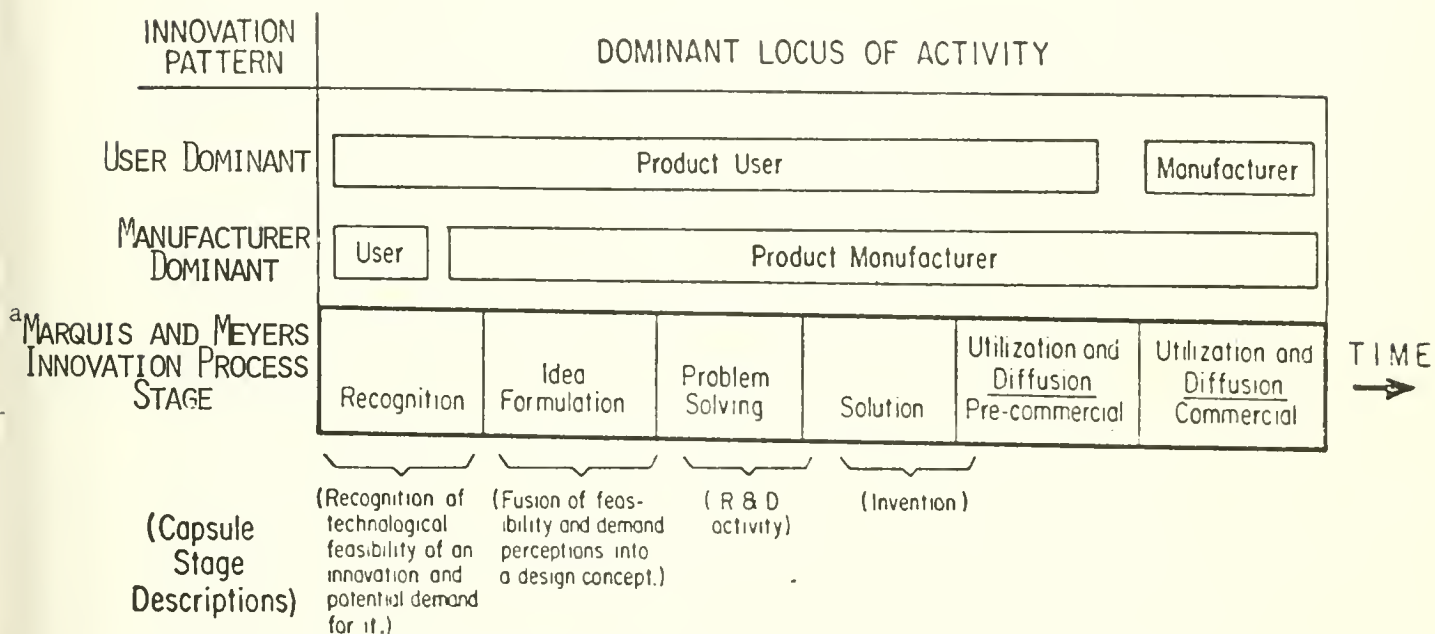 INNOVATION
PATTERN
DOMINANT LOCUS OF ACTIVITY
USER DOMINANT
Product User
Manufacturer
MANUFACTURER
DOMINANT
User
Product Manufacturer
aMARQUIS AND MEYERS
INNOVATION PROCESS
STAGE
Recognition
Idea
Formulation
Problem
Solving
Solution
Utilization and
Diffusion
Pre-commercial
Utilization and
Diffusion
Commercial
TIME
(Capsule
Stage
Descriptions)
(Recognition of
technological
feasibility of an
innovation and
potential demand
for it.)
(Fusion of feas-
ibility and demand
perceptions into
a design concept.)
(R & D
activity)
(Invention)